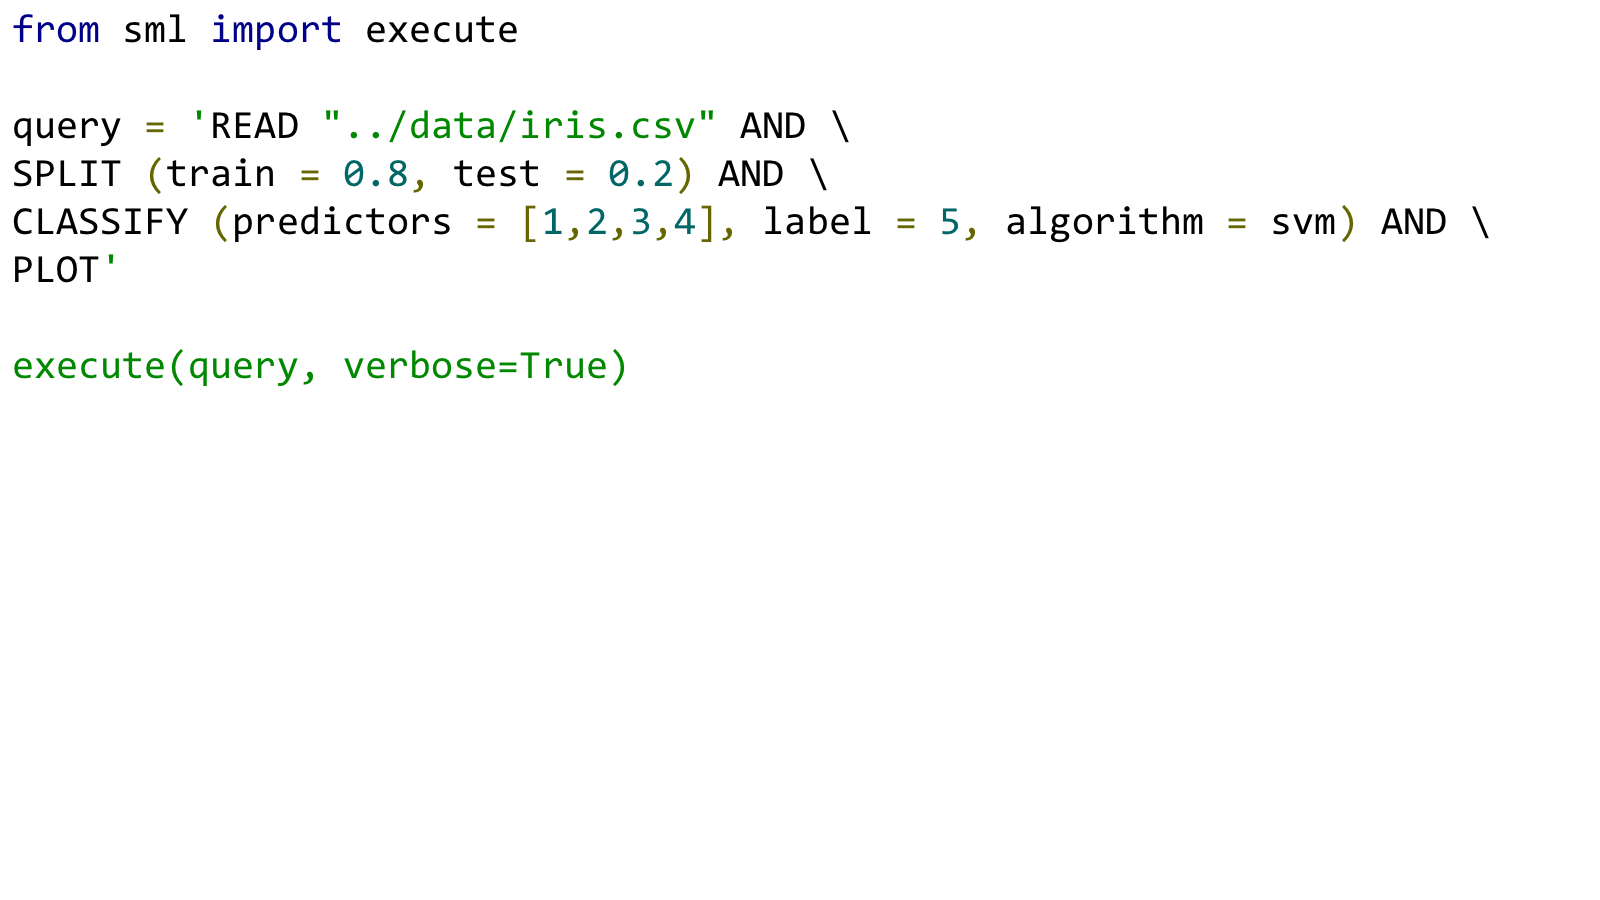 from sml import execute
query = 'READ "../data/iris.csv" AND \
SPLIT (train = 0.8, test = 0.2) AND \
CLASSIFY (predictors = [1,2,3,4], label = 5, algorithm = svm) AND \
PLOT'
execute(query, verbose=True)